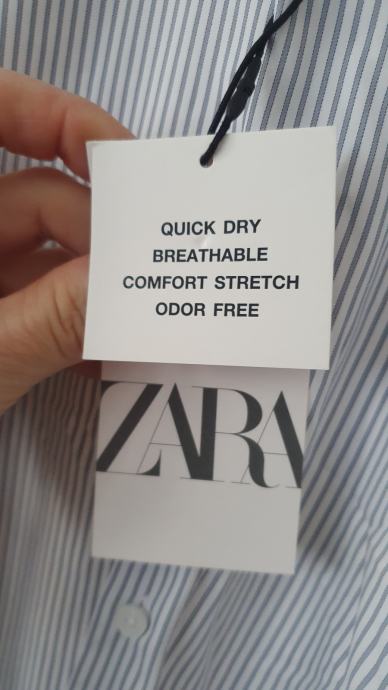 QUICK DRY
BREATHABLE
COMFORT STRETCH
ODOR FREE
ZARA